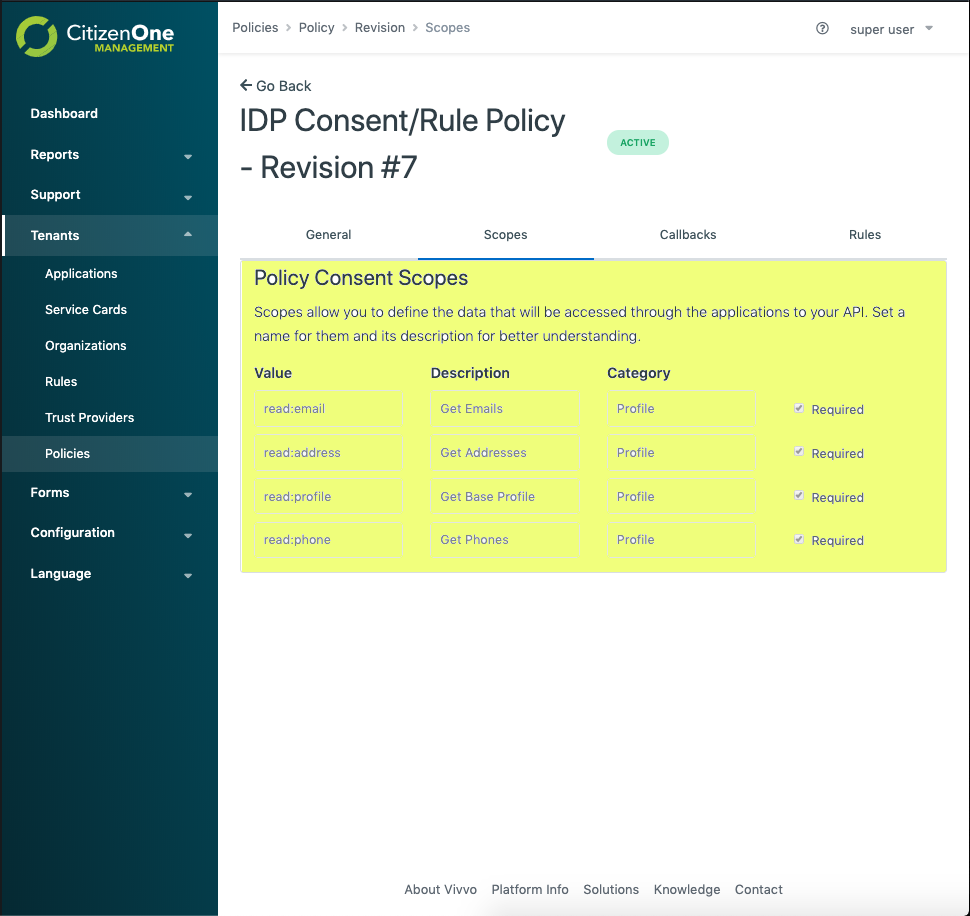 CitizenOne
MANAGEMENT
Dashboard
Reports
Support
Tenants
Applications
Service Cards
Organizations
Rules
Trust Providers
Policies
Forms
Configuration
Language
Policies > Policy > Revision > Scopes
super user
Go Back
IDP Consent/Rule Policy
- Revision #7
ACTIVE
General Scopes Callbacks Rules
Policy Consent Scopes
Scopes allow you to define the data that will be accessed through the applications to your API. Set a
name for them and its description for better understanding.
Value Description Category
read:email Get Emails Profile Required
read:address Get Addresses Profile Required
read:profile Get Base Profile Profile Required
read:phone Get Phones Profile Required
About Vivvo Platform Info Solutions Knowledge Contact